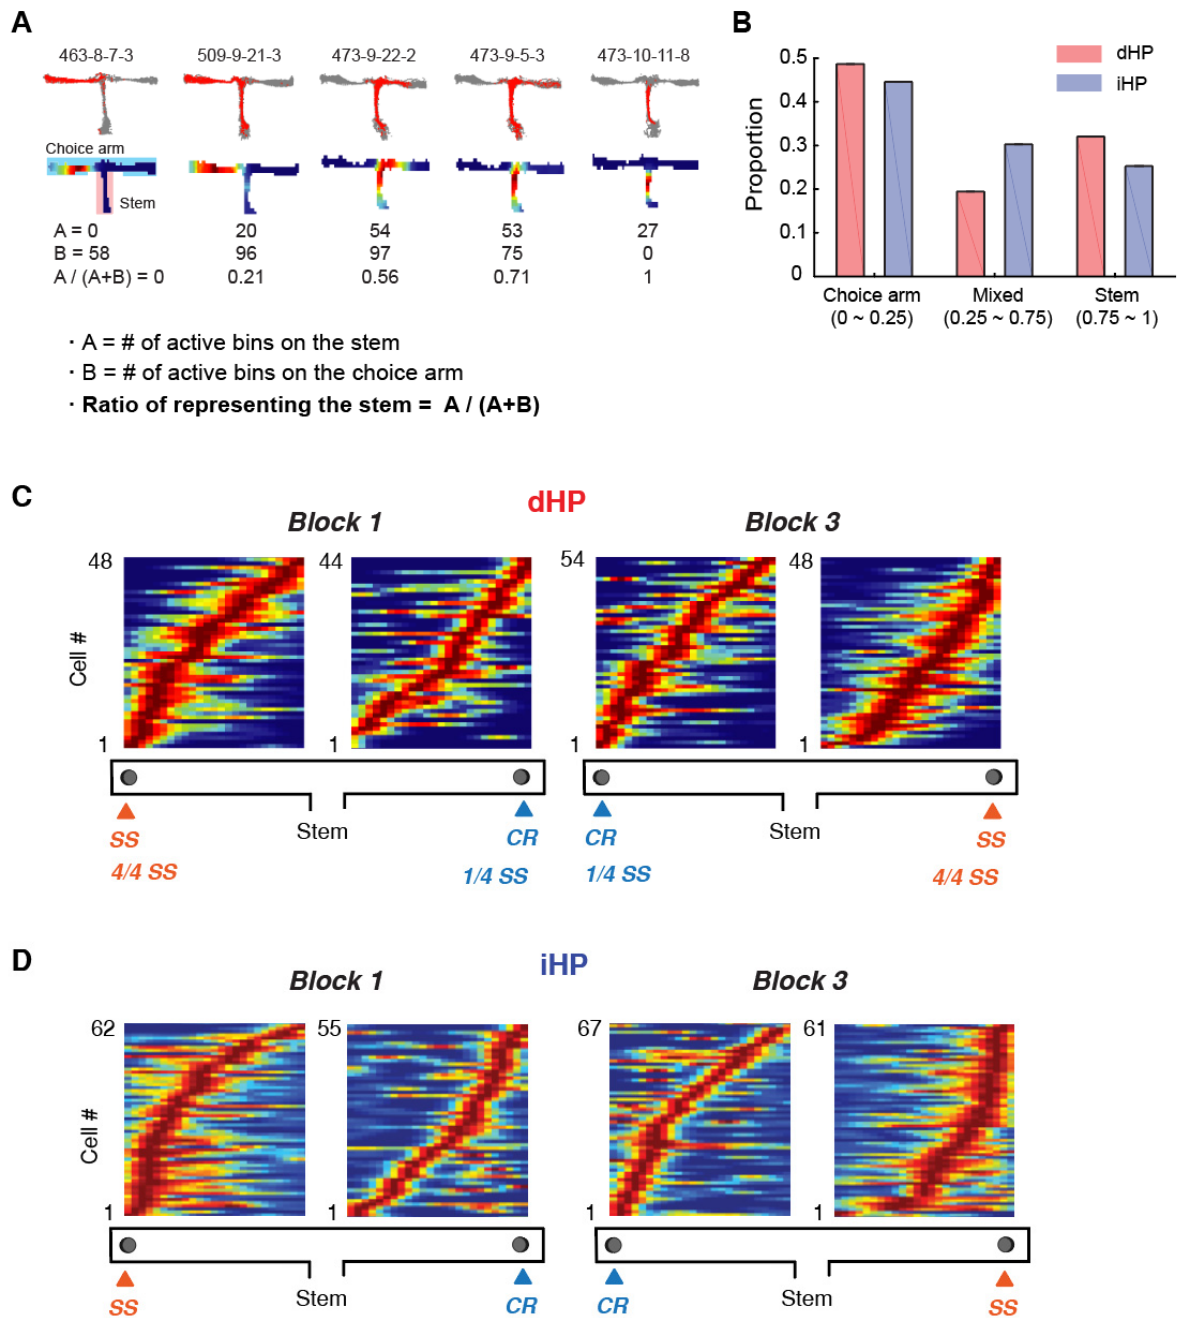 A
463-8-7-3 509-9-21-3 473-9-22-2 473-9-5-3 473-10-11-8
Choice arm
Stem
A = 0 20 54 53 27
B = 58 96 97 75 0
A / (A+B) = 0 0.21 0.56 0.71 1
· A = # of active bins on the stem
· B = # of active bins on the choice arm
· Ratio of representing the stem = A / (A+B)
B
dHP
iHP
Proportion
0.5
0.4
0.3
0.2
0.1
0
Choice arm Mixed Stem
(0 ~ 0.25) (0.25 ~ 0.75) (0.75 ~ 1)
C
dHP
Block 1 Block 3
48 44 54 48
Cell #
1 1 1 1
Stem Stem
SS CR CR SS
4/4 SS 1/4 SS 1/4 SS 4/4 SS
D
iHP
Block 1 Block 3
62 55 67 61
Cell #
1 1 1 1
Stem Stem
SS CR CR SS